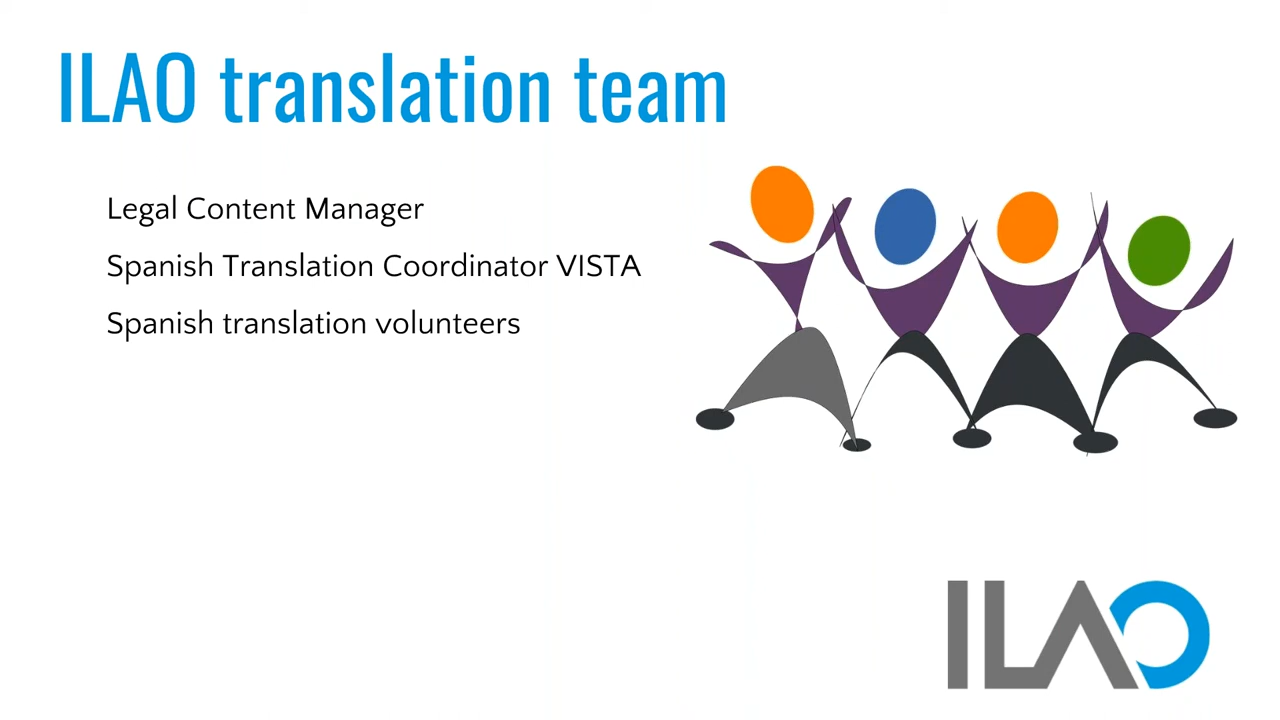 ILAO translation team
Legal Content Manager
Spanish Translation Coordinator VISTA
Spanish translation volunteers
ILAO